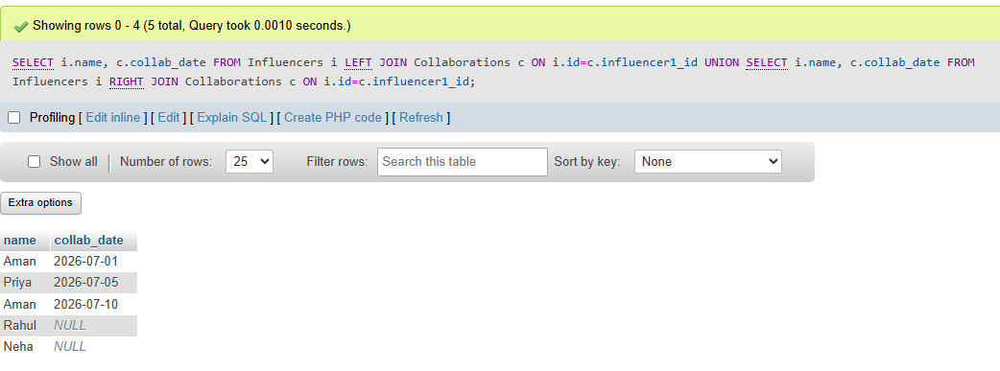 Showing rows 0 - 4 (5 total, Query took 0.0010 seconds.)
SELECT i.name, c.collab_date FROM Influencers i LEFT JOIN Collaborations c ON i.id=c.influencer1_id UNION SELECT i.name, c.collab_date FROM
Influencers i RIGHT JOIN Collaborations c ON i.id=c.influencer1_id;
Profiling [ Edit inline ] [ Edit ] [ Explain SQL ] [ Create PHP code ] [ Refresh ]
Show all | Number of rows: 25 Filter rows: Search this table Sort by key: None
Extra options
name collab_date
Aman 2026-07-01
Priya 2026-07-05
Aman 2026-07-10
Rahul NULL
Neha NULL